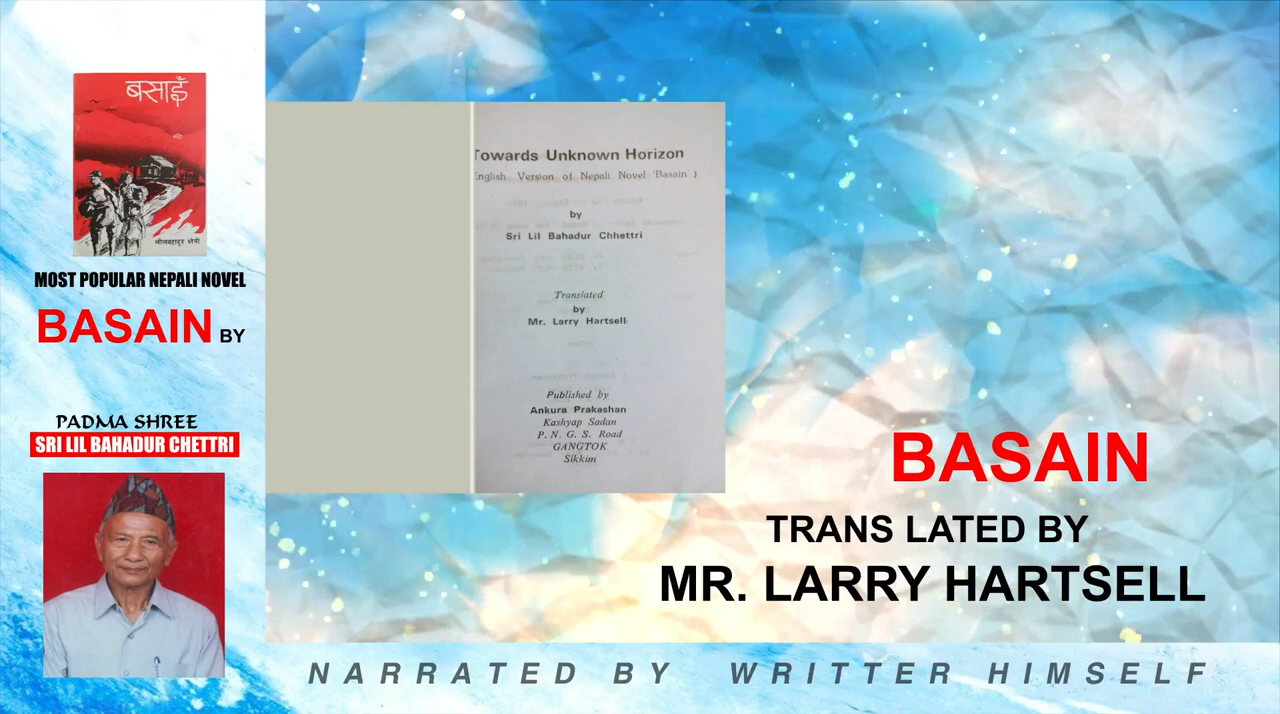 बसाइँ
लीलबहादुर छेत्री
MOST POPULAR NEPALI NOVEL
BASAIN BY
PADMA SHREE
SRI LIL BAHADUR CHETTRI
Towards Unknown Horizon
English Version of Nepali Novel 'Basain' )
by
Sri Lil Bahadur Chhettri
Translated
by
Mr. Larry Hartsell
Published by
Ankura Prakashan
Kashyap Sadan
P. N. G. S. Road
GANGTOK
Sikkim
BASAIN
TRANS LATED BY
MR. LARRY HARTSELL
NARRATED BY WRITTER HIMSELF